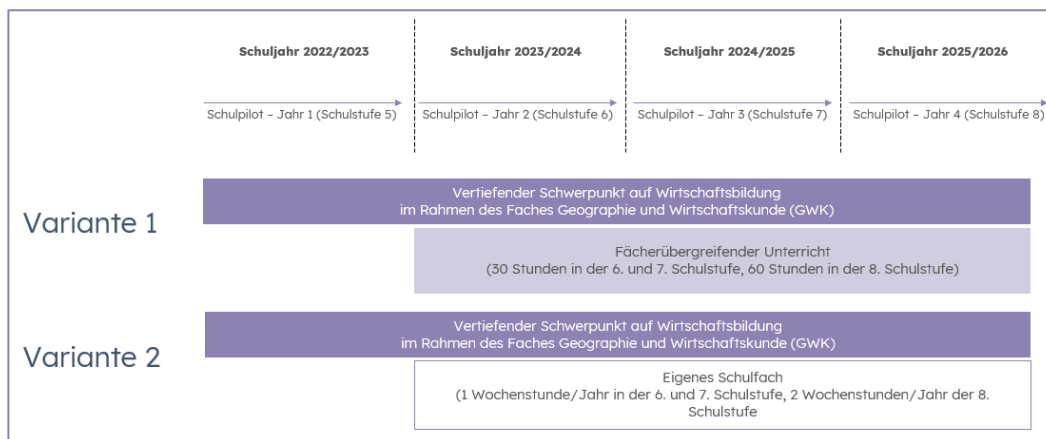 Schuljahr 2022/2023
Schuljahr 2023/2024
Schuljahr 2024/2025
Schuljahr 2025/2026
Schulpilot – Jahr 1 (Schulstufe 5)
Schulpilot – Jahr 2 (Schulstufe 6)
Schulpilot – Jahr 3 (Schulstufe 7)
Schulpilot – Jahr 4 (Schulstufe 8)
Variante 1
Vertiefender Schwerpunkt auf Wirtschaftsbildung
im Rahmen des Faches Geographie und Wirtschaftskunde (GWK)
Fächerübergreifender Unterricht
(30 Stunden in der 6. und 7. Schulstufe, 60 Stunden in der 8. Schulstufe)
Variante 2
Vertiefender Schwerpunkt auf Wirtschaftsbildung
im Rahmen des Faches Geographie und Wirtschaftskunde (GWK)
Eigenes Schulfach
(1 Wochenstunde/Jahr in der 6. und 7. Schulstufe, 2 Wochenstunden/Jahr der 8.
Schulstufe